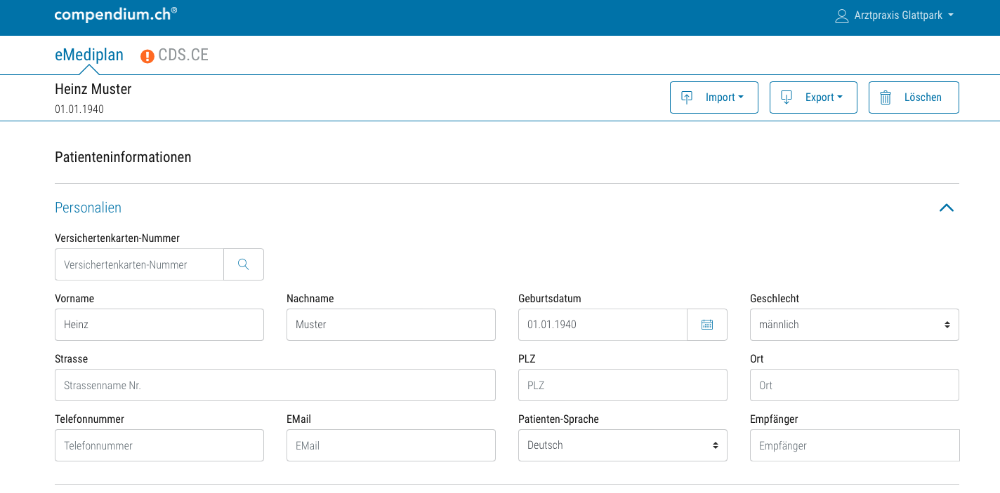 compendium.ch®
Arztpraxis Glattpark
eMediplan
CDS.CE
Heinz Muster
01.01.1940
Import
Export
Löschen
Patienteninformationen
Personalien
Versichertenkarten-Nummer
Versichertenkarten-Nummer
Vorname
Nachname
Geburtsdatum
Geschlecht
Heinz
Muster
01.01.1940
männlich
Strasse
PLZ
Ort
Strassenname Nr.
PLZ
Ort
Telefonnummer
EMail
Patienten-Sprache
Empfänger
Telefonnummer
EMail
Deutsch
Empfänger